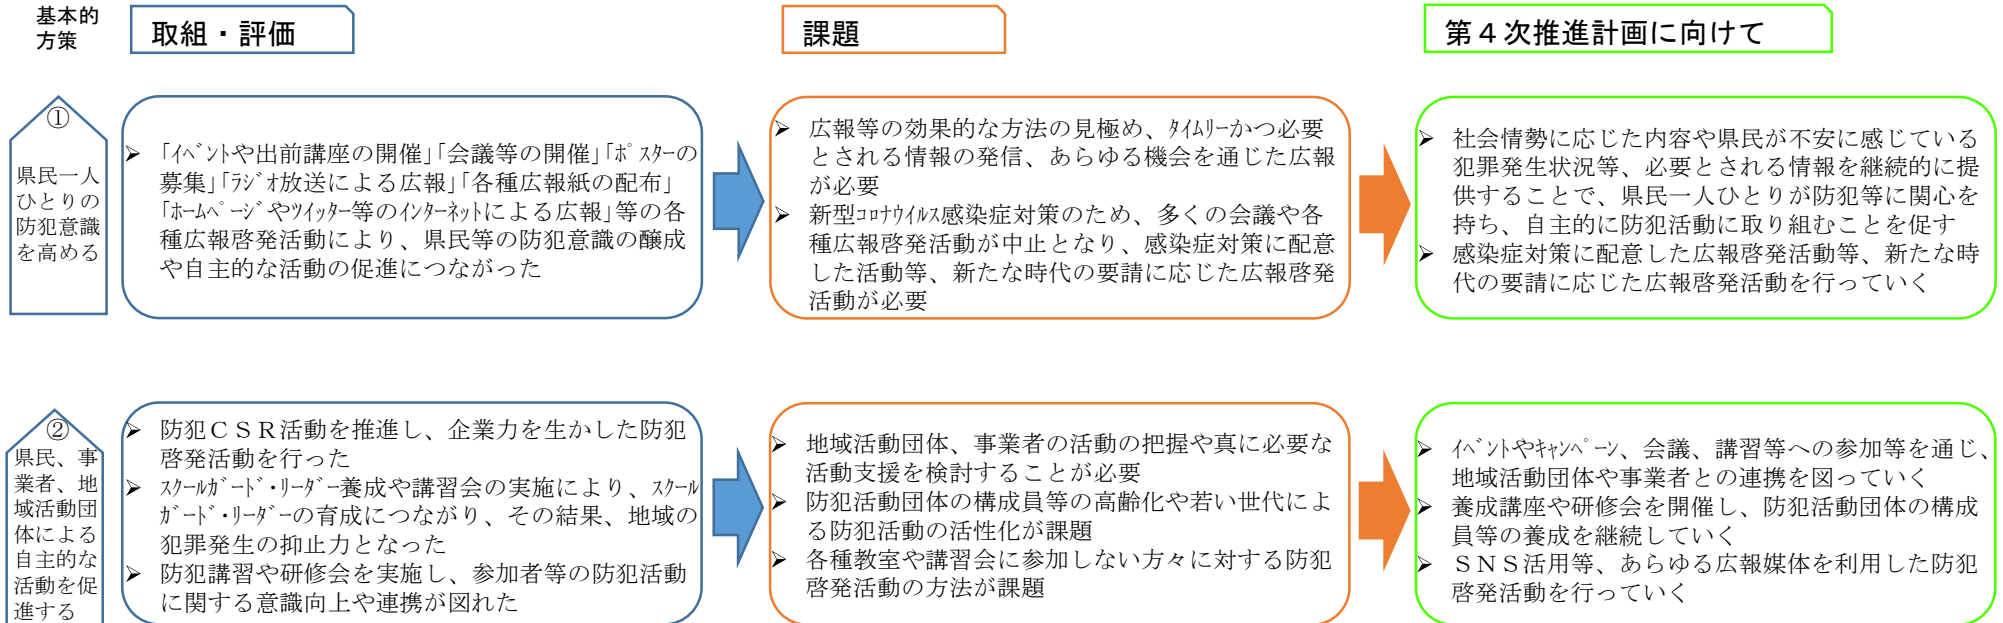 基本的
方策
取組・評価
課題
第４次推進計画に向けて
①
県民一人
ひとりの
防犯意識
を高める
➢ 「ｲﾍﾞﾝﾄや出前講座の開催」「会議等の開催」「ﾎﾟｽﾀｰの
募集」「ﾗｼﾞｵ放送による広報」「各種広報紙の配布」
「ﾎｰﾑﾍﾟｰｼﾞやﾂｲｯﾀｰ等のｲﾝﾀｰﾈｯﾄによる広報」等の各
種広報啓発活動により、県民等の防犯意識の醸成
や自主的な活動の促進につながった
➢ 広報等の効果的な方法の見極め、ﾀｲﾑﾘｰかつ必要
とされる情報の発信、あらゆる機会を通じた広報
が必要
➢ 新型ｺﾛﾅｳｲﾙｽ感染症対策のため、多くの会議や各
種広報啓発活動が中止となり、感染症対策に配意
した活動等、新たな時代の要請に応じた広報啓発
活動が必要
➢ 社会情勢に応じた内容や県民が不安に感じている
犯罪発生状況等、必要とされる情報を継続的に提
供することで、県民一人ひとりが防犯等に関心を
持ち、自主的に防犯活動に取り組むことを促す
➢ 感染症対策に配意した広報啓発活動等、新たな時
代の要請に応じた広報啓発活動を行っていく
②
県民、事
業者、地
域活動団
体による
自主的な
活動を促
進する
➢ 防犯ＣＳＲ活動を推進し、企業力を生かした防犯
啓発活動を行った
➢ ｽｸｰﾙｶﾞｰﾄﾞ･ﾘｰﾀﾞｰ養成や講習会の実施により、ｽｸｰﾙ
ｶﾞｰﾄﾞ･ﾘｰﾀﾞｰの育成につながり、その結果、地域の
犯罪発生の抑止力となった
➢ 防犯講習や研修会を実施し、参加者等の防犯活動
に関する意識向上や連携が図れた
➢ 地域活動団体、事業者の活動の把握や真に必要な
活動支援を検討することが必要
➢ 防犯活動団体の構成員等の高齢化や若い世代によ
る防犯活動の活性化が課題
➢ 各種教室や講習会に参加しない方々に対する防犯
啓発活動の方法が課題
➢ ｲﾍﾞﾝﾄやｷｬﾝﾍﾟｰﾝ、会議、講習等への参加等を通じ、
地域活動団体や事業者との連携を図っていく
➢ 養成講座や研修会を開催し、防犯活動団体の構成
員等の養成を継続していく
➢ ＳＮＳ活用等、あらゆる広報媒体を利用した防犯
啓発活動を行っていく